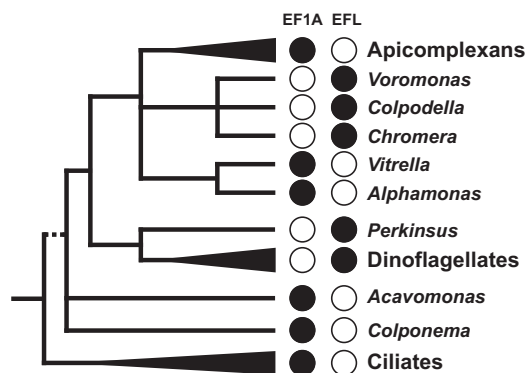 EF1A EFL
Apicomplexans
Voromonas
Colpodella
Chromera
Vitrella
Alphamonas
Perkinsus
Dinoflagellates
Acavomonas
Colponema
Ciliates